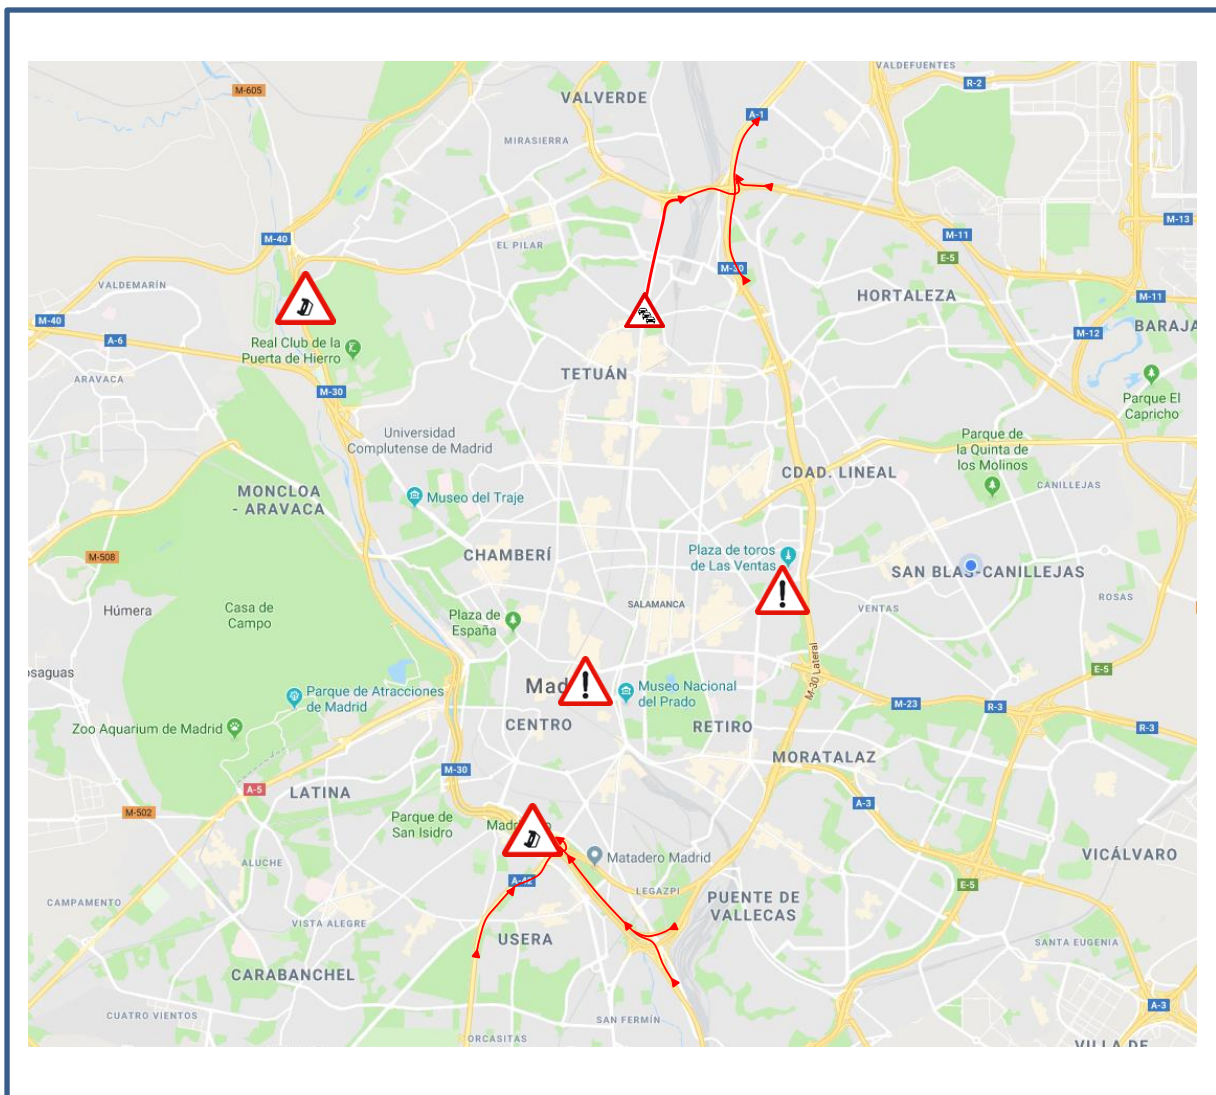 VALDEFUENTES
M-605
R-2
VALVERDE
A-1
MIRASIERRA
M-13
M-40
EL PILAR
M-11
E-5
M-30
VALDEMARÍN
HORTALEZA
M-11
M-40
BARAJA
M-12
A-6
Real Club de la
Puerta de Hierro
TETUÁN
ARAVACA
M-30
Parque El
Capricho
Universidad
Complutense de Madrid
Parque de
la Quinta de
los Molinos
CDAD. LINEAL
CANILLEJAS
MONCLOA
- ARAVACA
Museo del Traje
M-508
CHAMBERÍ
Plaza de toros
de Las Ventas
SAN BLAS-CANILLEJAS
ROSAS
Húmera
Casa de
Campo
SALAMANCA
VENTAS
Plaza de
España
!
M-30 Lateral
E-5
osaguas
Mad
!
Museo Nacional
del Prado
Parque de Atracciones
de Madrid
M-23
R-3
Zoo Aquarium de Madrid
CENTRO
RETIRO
R-3
MORATALAZ
M-30
A-5
LATINA
A-3
M-502
Parque de
San Isidro
Madri
VICÁLVARO
ALUCHE
Matadero Madrid
E-5
LEGAZPI
PUENTE DE
VALLECAS
CAMPAMENTO
VISTA ALEGRE
USERA
SANTA EUGENIA
CARABANCHEL
A-3
CUATRO VIENTOS
SAN FERMÍN
ORCASITAS
VILLA DE